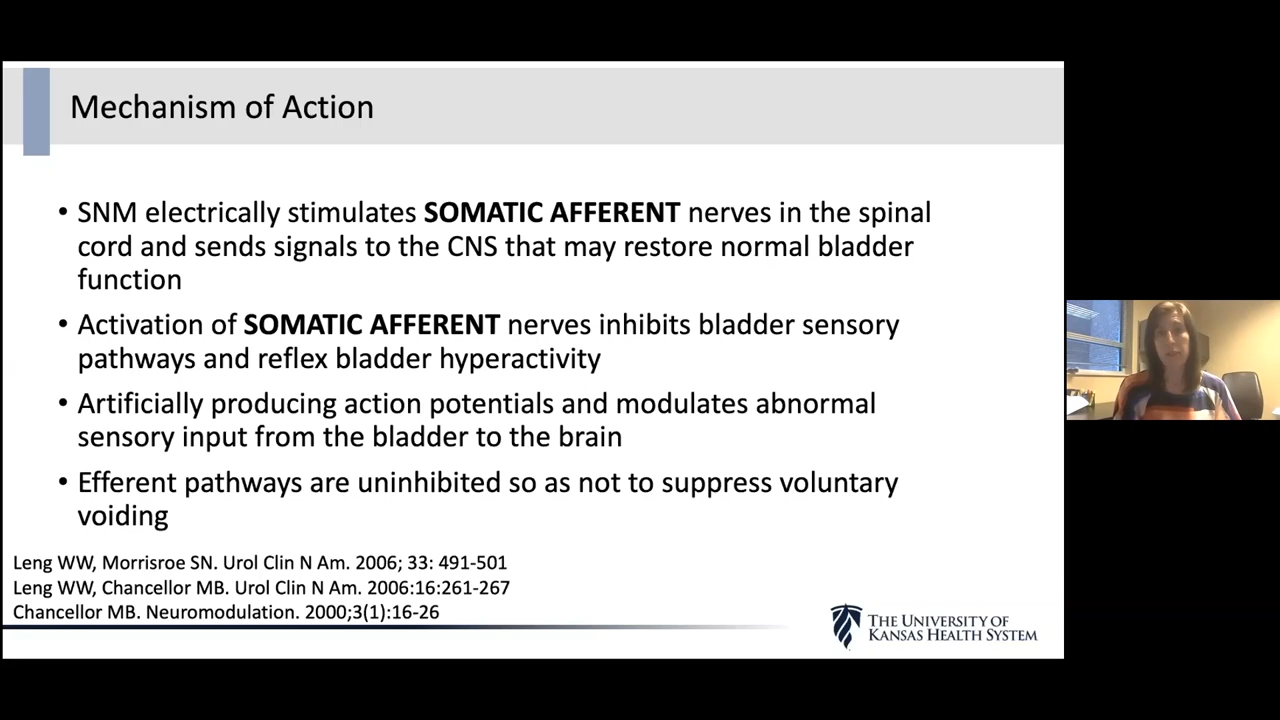 Mechanism of Action
• SNM electrically stimulates SOMATIC AFFERENT nerves in the spinal
cord and sends signals to the CNS that may restore normal bladder
function
• Activation of SOMATIC AFFERENT nerves inhibits bladder sensory
pathways and reflex bladder hyperactivity
• Artificially producing action potentials and modulates abnormal
sensory input from the bladder to the brain
• Efferent pathways are uninhibited so as not to suppress voluntary
voiding
Leng WW, Morrisroe SN. Urol Clin N Am. 2006; 33: 491-501
Leng WW, Chancellor MB. Urol Clin N Am. 2006:16:261-267
Chancellor MB. Neuromodulation. 2000;3(1):16-26
THE UNIVERSITY OF
KANSAS HEALTH SYSTEM